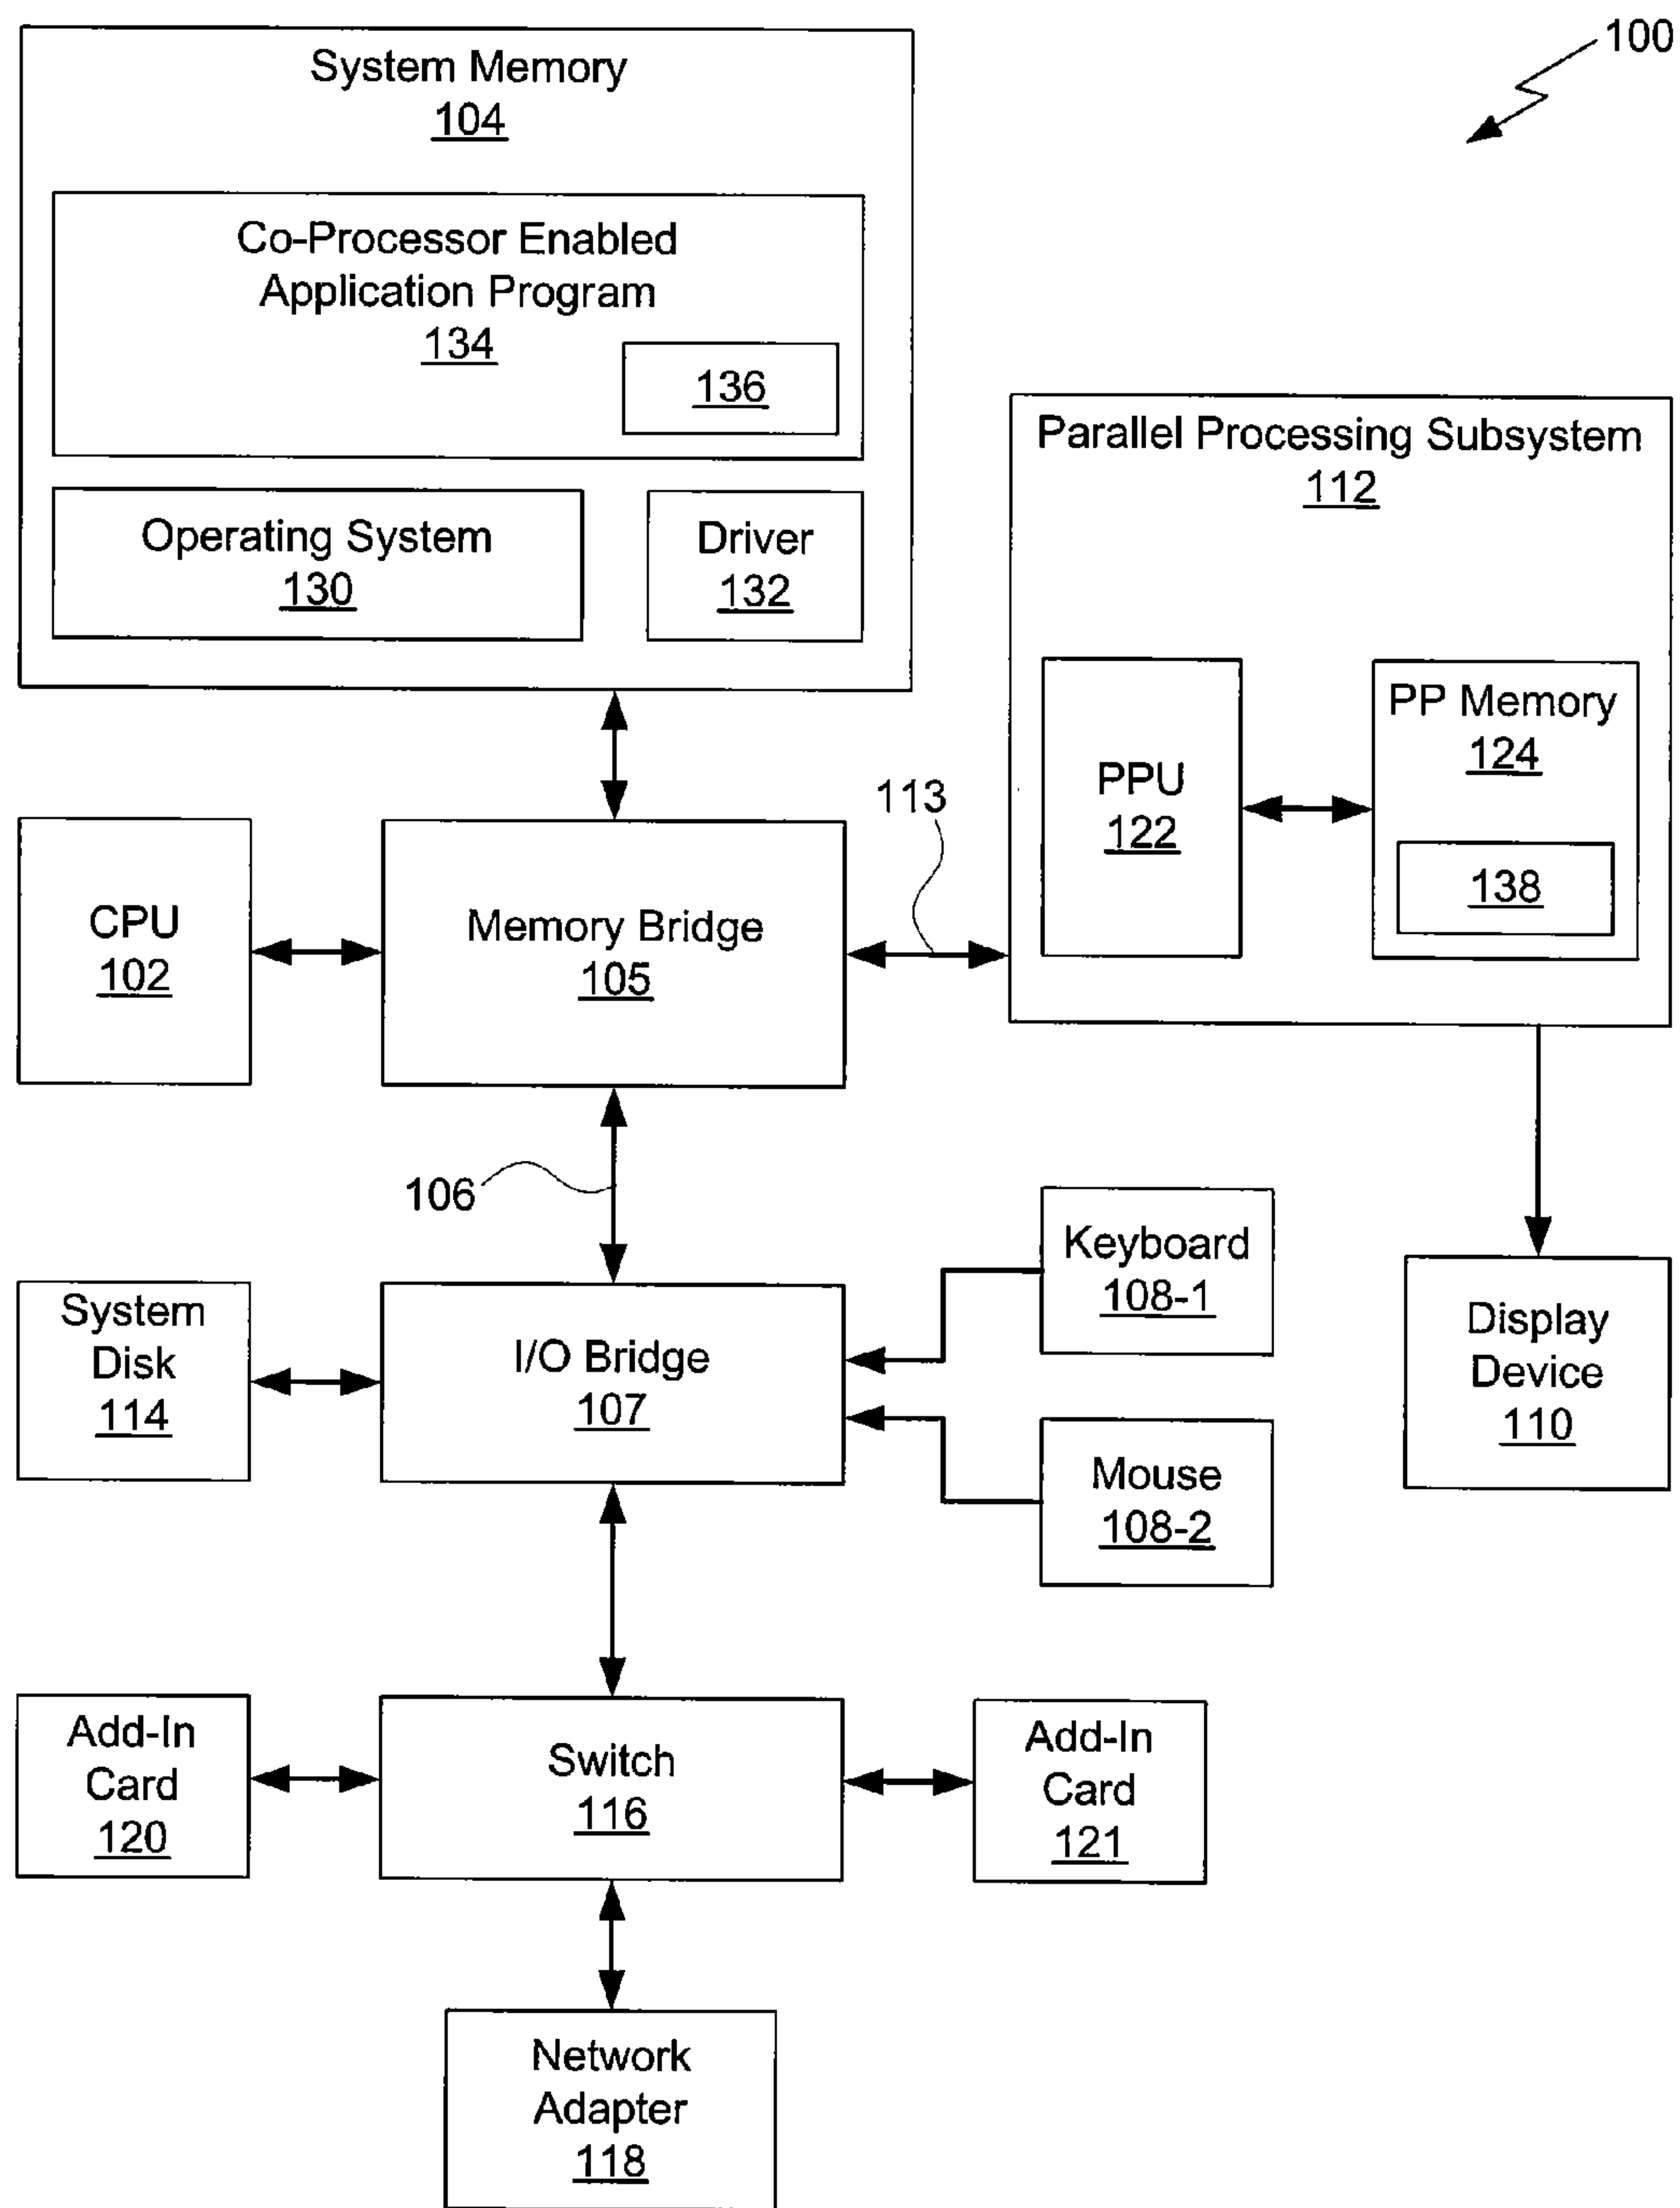 100
System Memory
104
Co-Processor Enabled
Application Program
134
136
Operating System
130
Driver
132
Parallel Processing Subsystem
112
PPU
122
PP Memory
124
138
113
CPU
102
Memory Bridge
105
106
System
Disk
114
I/O Bridge
107
Keyboard
108-1
Mouse
108-2
Display
Device
110
Add-In
Card
120
Switch
116
Add-In
Card
121
Network
Adapter
118